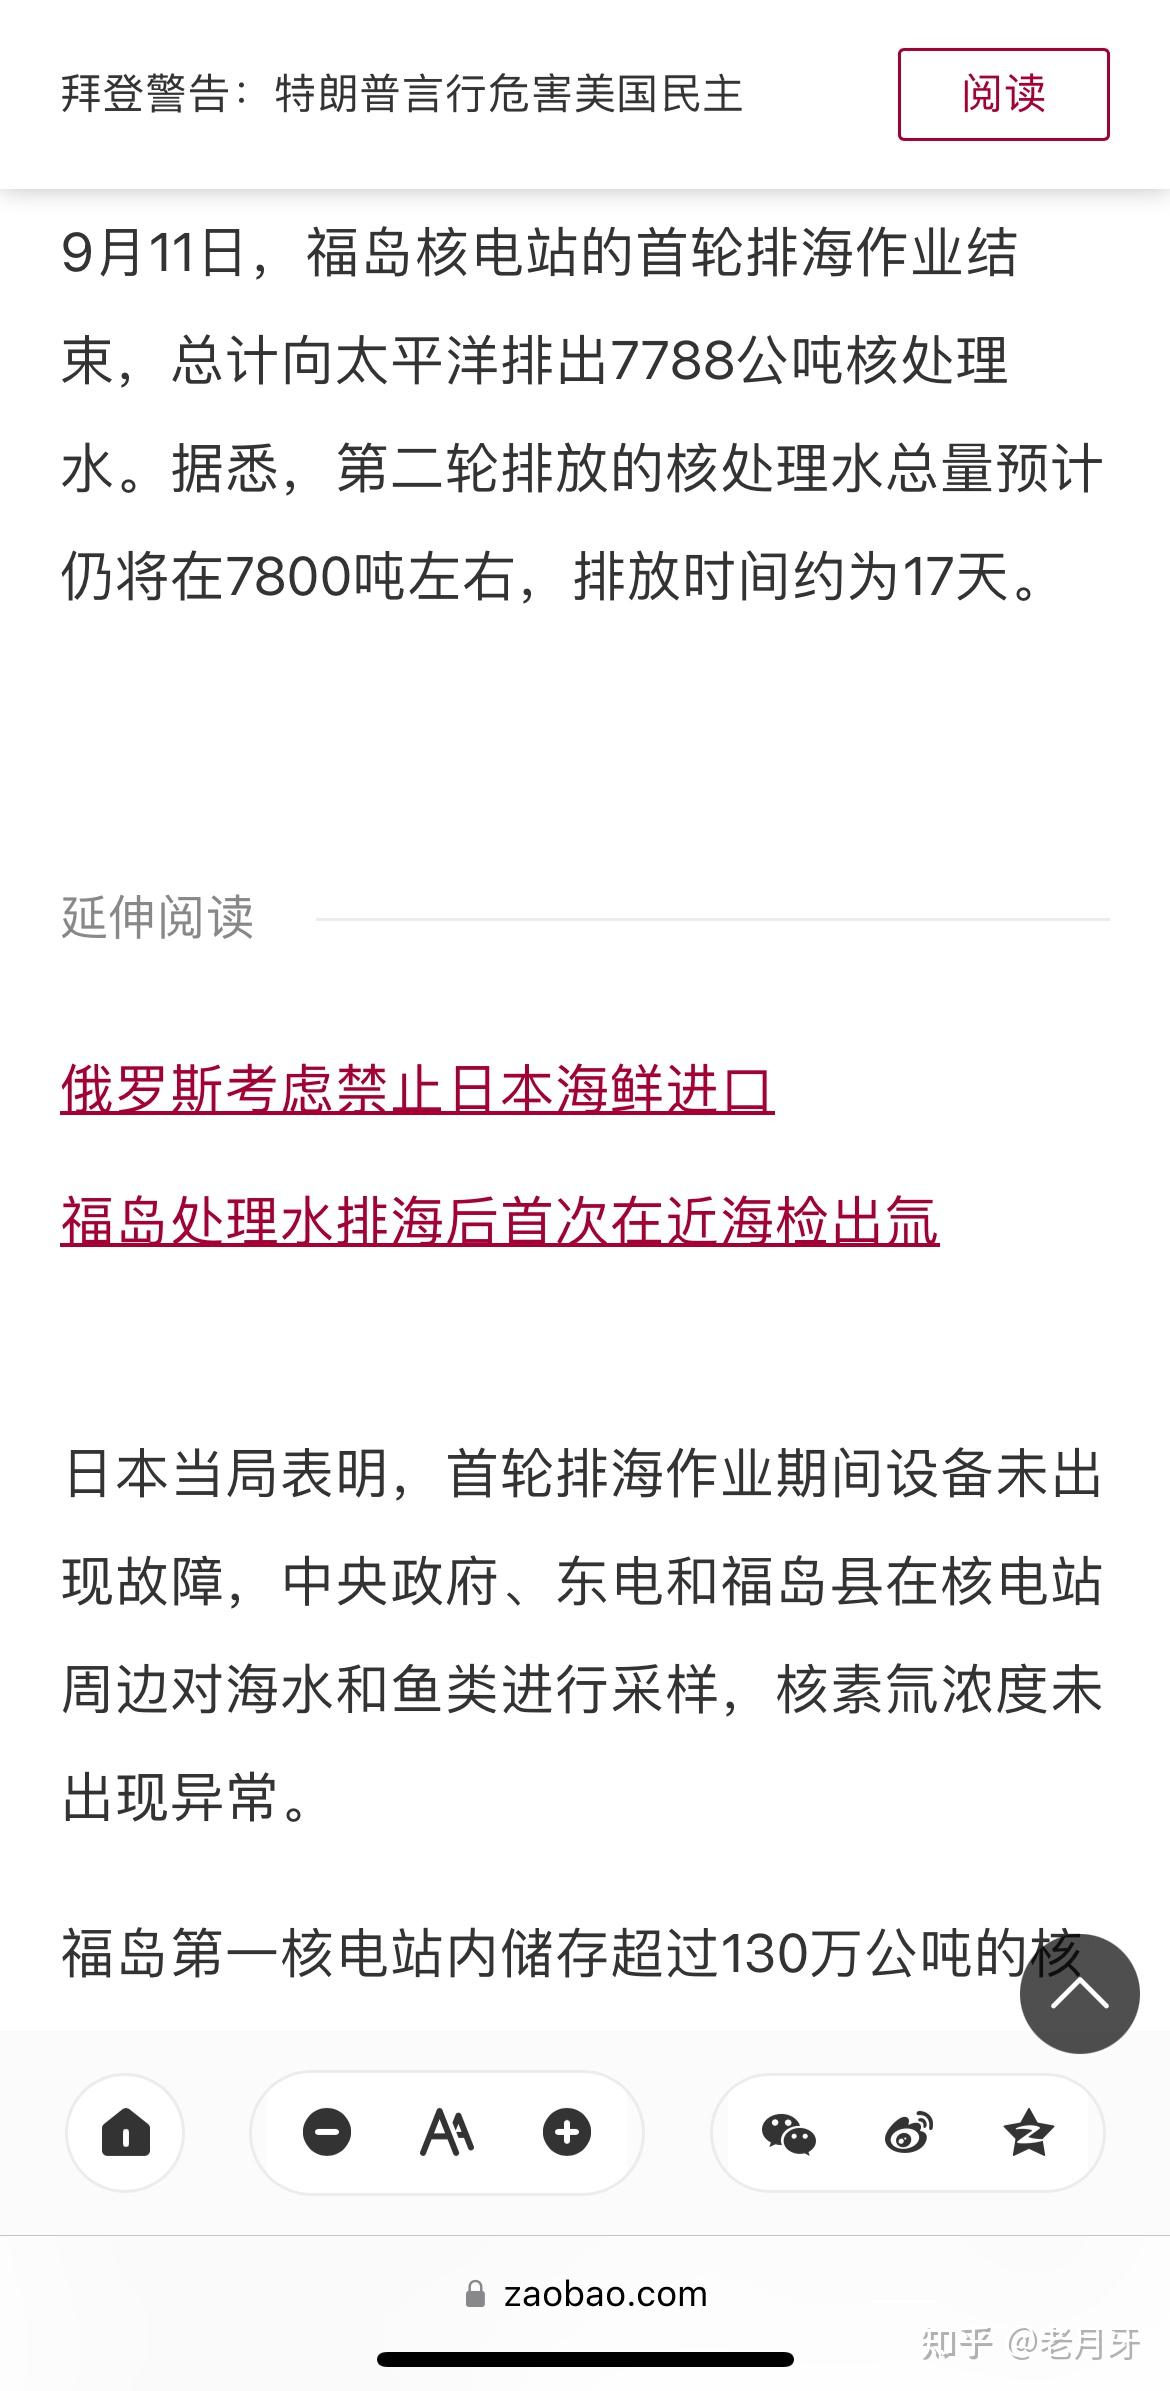 拜登警告：特朗普言行危害美国民主
阅读
9月11日，福岛核电站的首轮排海作业结
束，总计向太平洋排出7788公吨核处理
水。据悉，第二轮排放的核处理水总量预计
仍将在7800吨左右，排放时间约为17天。
延伸阅读
俄罗斯考虑禁止日本海鲜进口
福岛处理水排海后首次在近海检出氚
日本当局表明，首轮排海作业期间设备未出
现故障，中央政府、东电和福岛县在核电站
周边对海水和鱼类进行采样，核素氚浓度未
出现异常。
福岛第一核电站内储存超过130万公吨的核
zaobao.com
知乎 @老月牙